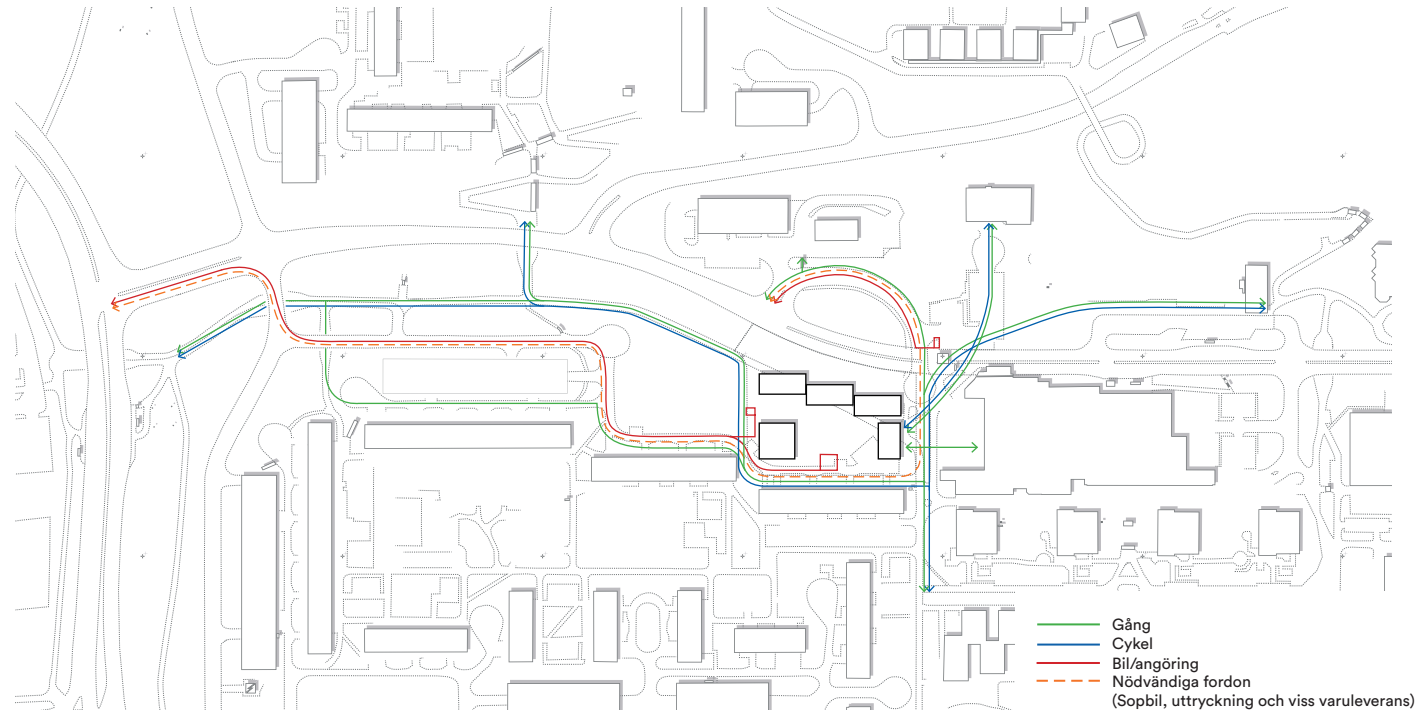 Gång
Cykel
Bil/angöring
Nödvändiga fordon
(Sopbil, uttryckning och viss varuleverans)